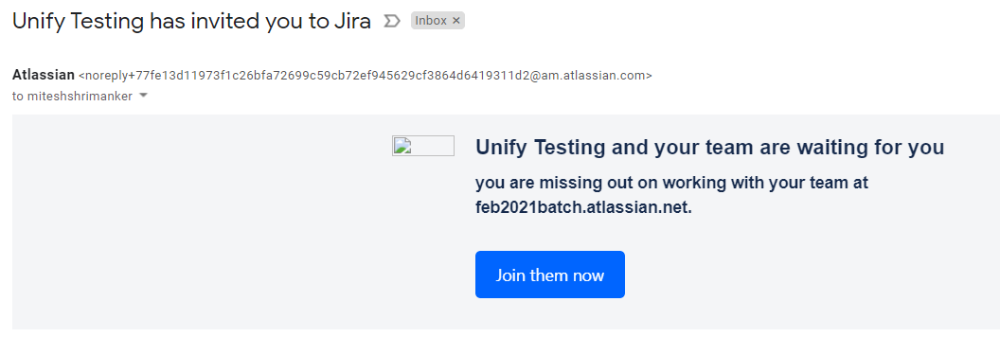 Unify Testing has invited you to Jira Inbox ×
Atlassian <noreply+77fe13d11973f1c26bfa72699c59cb72ef945629cf3864d6419311d2@am.atlassian.com>
to miteshshrimanker
Unify Testing and your team are waiting for you
you are missing out on working with your team at
feb2021batch.atlassian.net.
Join them now